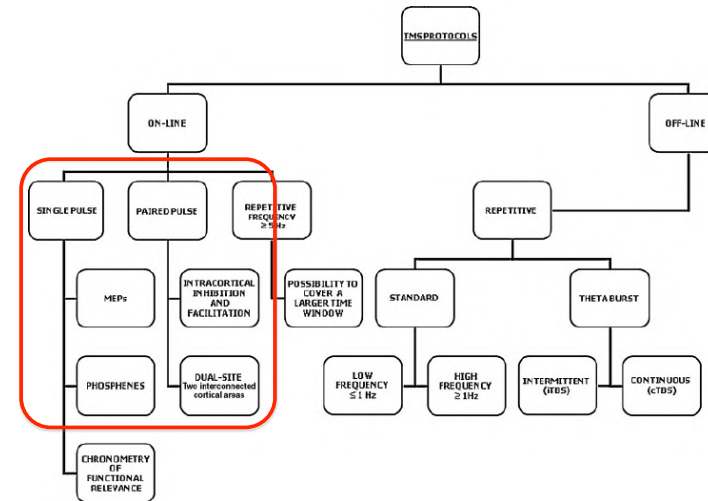 TMS PROTOCOLS
ON-LINE
OFF-LINE
SINGLE PULSE
PAIRED PULSE
REPETITIVE
FREQUENCY
≥ 5Hz
REPETITIVE
MEPs
INTRACORTICAL
INHIBITION
AND
FACILITATION
POSSIBILITY TO
COVER A
LARGER TIME
WINDOW
STANDARD
THETA BURST
PHOSPHENES
DUAL-SITE
Two interconnected
cortical areas
LOW
FREQUENCY
≤ 1 Hz
HIGH
FREQUENCY
≥ 1Hz
INTERMITTENT
(iTBS)
CONTINUOUS
(cTBS)
CHRONOMETRY
OF
FUNCTIONAL
RELEVANCE